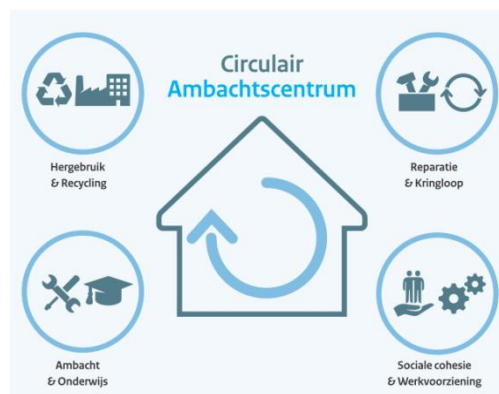 Circulair
Ambachtscentrum
Hergebruik
& Recycling
Reparatie
& Kringloop
Ambacht
& Onderwijs
Sociale cohesie
& Werkvoorziening